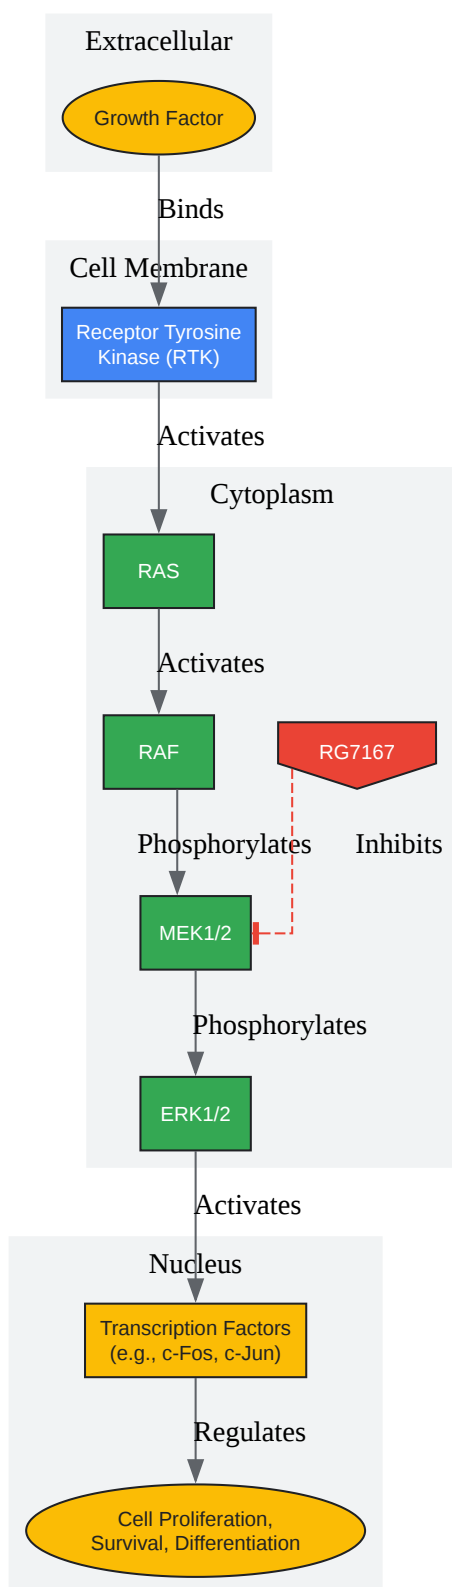 Extracellular
Growth Factor
Binds
Cell Membrane
Receptor Tyrosine
Kinase (RTK)
Activates
Cytoplasm
RAS
Activates
RAF
RG7167
Phosphorylates
Inhibits
MEK1/2
Phosphorylates
ERK1/2
Activates
Nucleus
Transcription Factors
(e.g., c-Fos, c-Jun)
Regulates
Cell Proliferation,
Survival, Differentiation